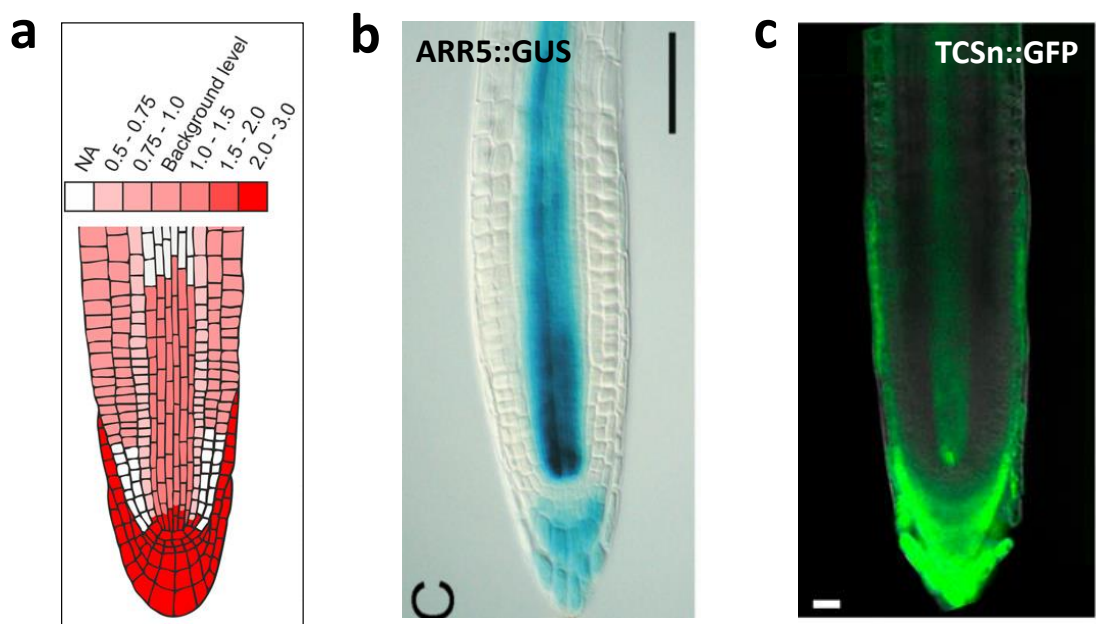 a
NA
0.5 - 0.75
0.75 - 1.0
Background level
1.0 - 1.5
1.5 - 2.0
2.0 - 3.0
b
ARR5::GUS
C
c
TCSn::GFP